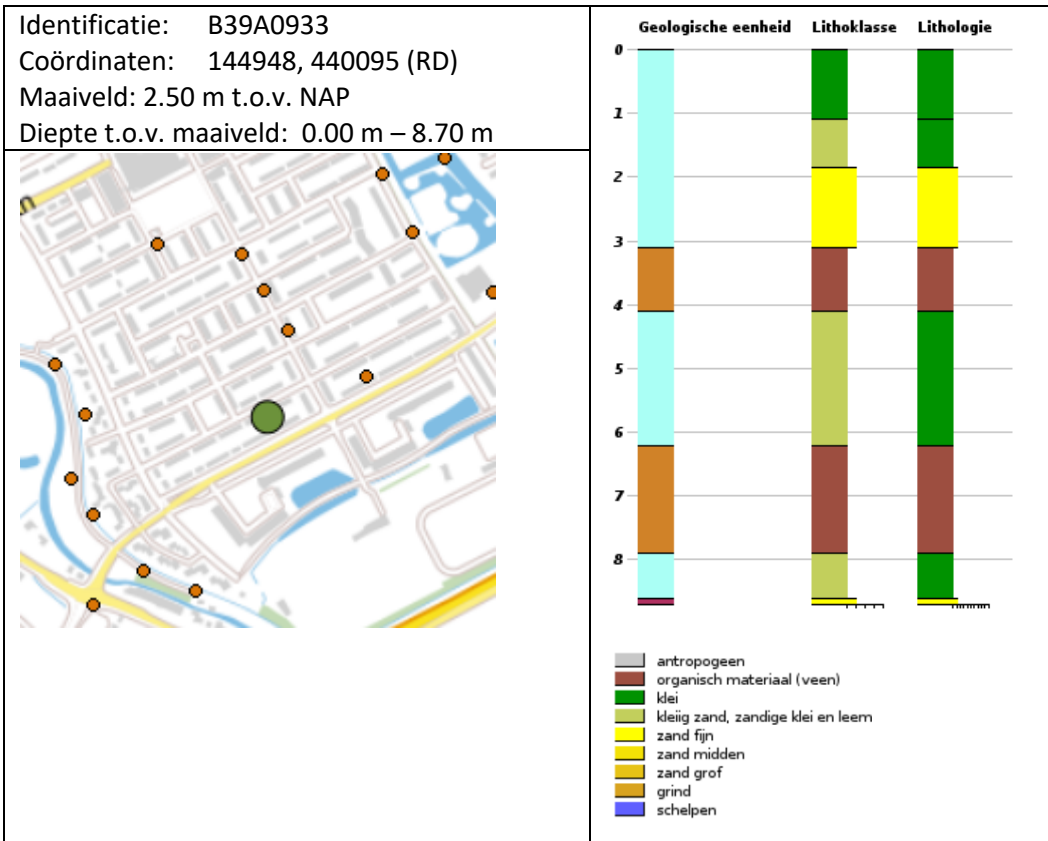 Identificatie: B39A0933
Coördinaten: 144948, 440095 (RD)
Maaiveld: 2.50 m t.o.v. NAP
Diepte t.o.v. maaiveld: 0.00 m – 8.70 m
n
Geologische eenheid Lithoklasse Lithologie
0
1
2
3
4
5
6
7
8
antropogeen
organisch materiaal (veen)
klei
kleiig zand, zandige klei en leem
zand fijn
zand midden
zand grof
grind
schelpen